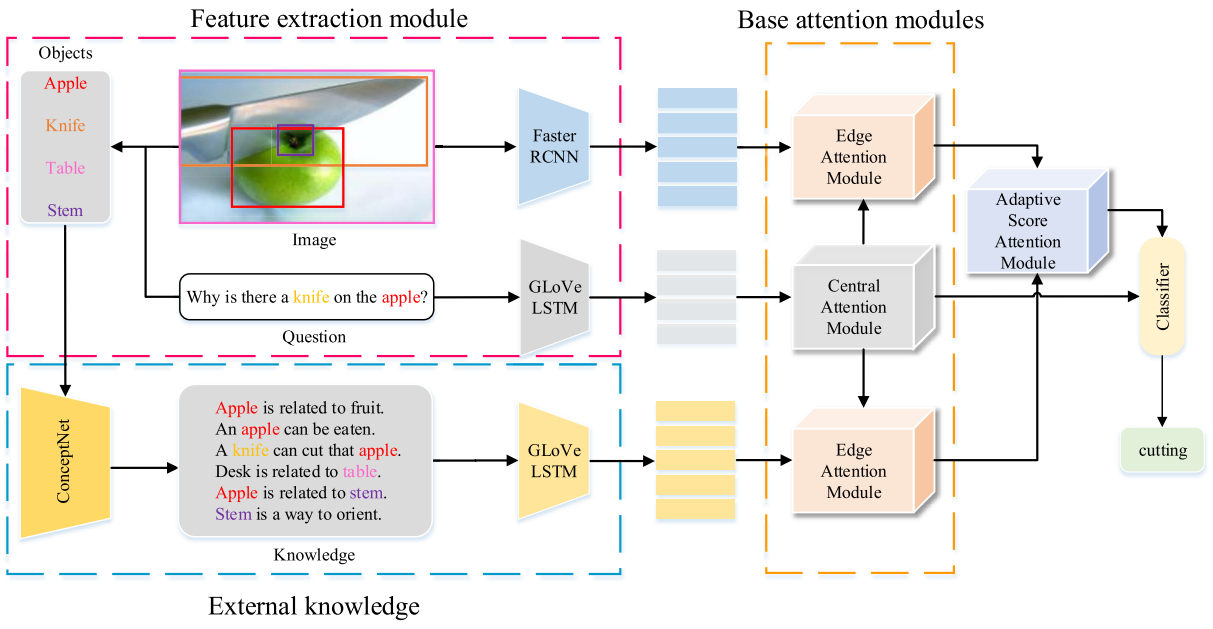 Feature extraction module
Base attention modules
Objects
Apple
Knife
Table
Stem
Image
Faster
RCNN
Edge
Attention
Module
Adaptive
Score
Attention
Module
Why is there a knife on the apple?
Question
GLoVe
LSTM
Central
Attention
Module
Classifier
ConceptNet
Apple is related to fruit.
An apple can be eaten.
A knife can cut that apple.
Desk is related to table.
Apple is related to stem.
Stem is a way to orient.
Knowledge
GLoVe
LSTM
Edge
Attention
Module
cutting
External knowledge